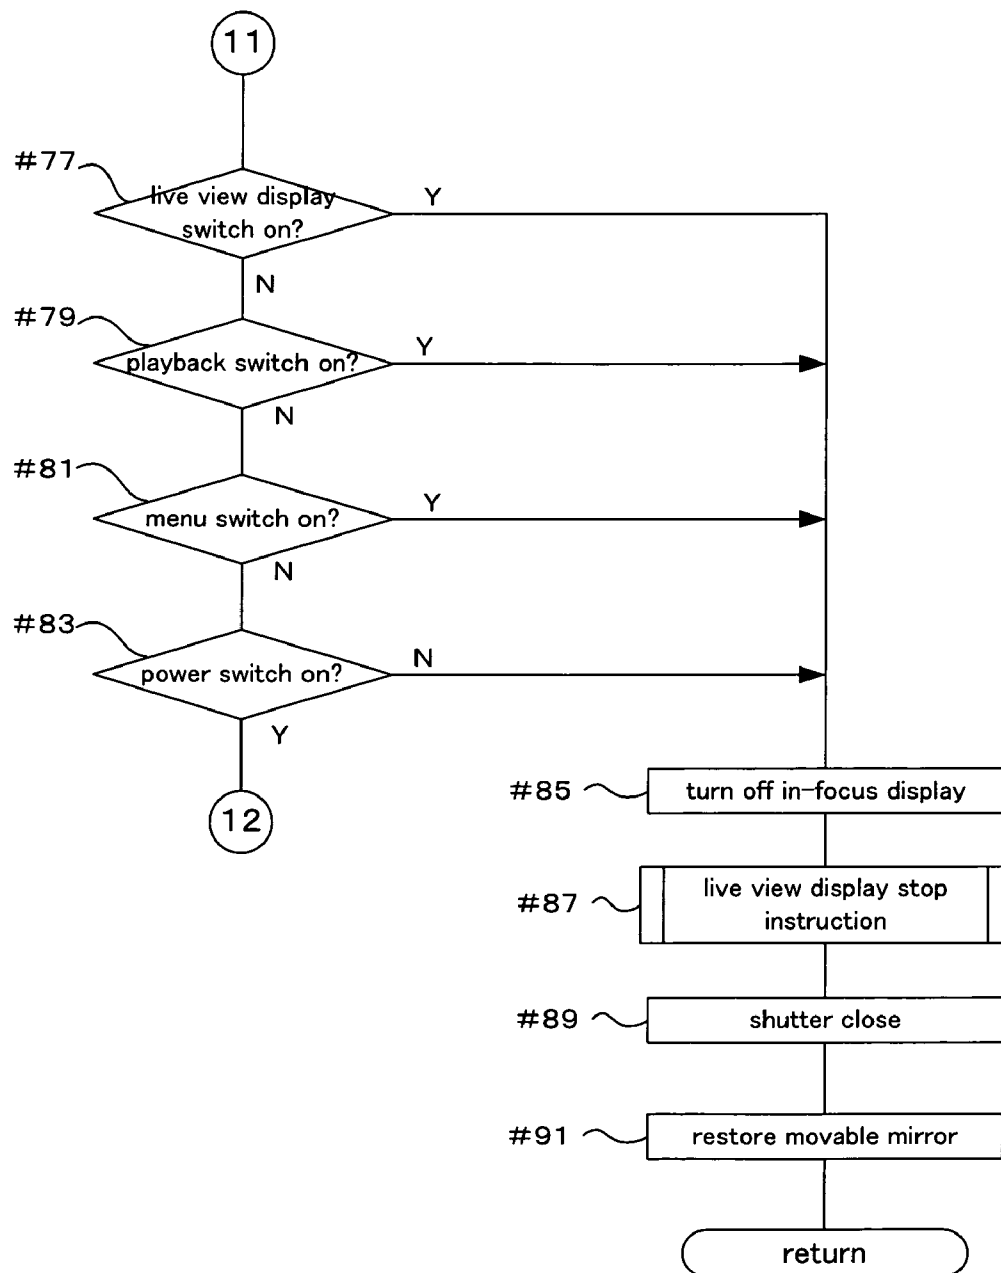 11
#77
live view display
switch on?
Y
N
#79
playback switch on?
Y
N
#81
menu switch on?
Y
N
#83
power switch on?
N
Y
12
#85
turn off in-focus display
#87
live view display stop
instruction
#89
shutter close
#91
restore movable mirror
return